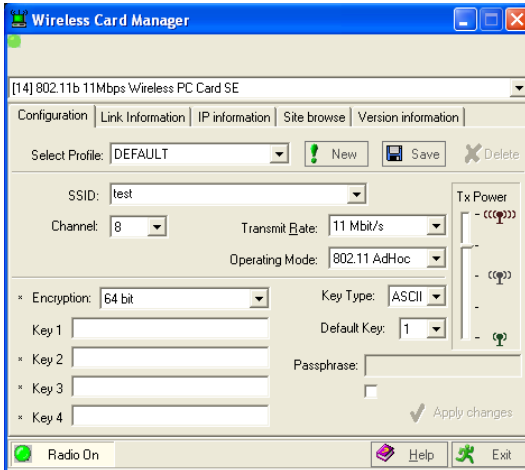 Wireless Card Manager
[14] 802.11b 11Mbps Wireless PC Card SE
Configuration Link Information IP information Site browse Version information
Select Profile: DEFAULT New Save Delete
SSID: test Tx Power
Channel: 8 Transmit Rate: 11 Mbit/s
Operating Mode: 802.11 AdHoc
* Encryption: 64 bit Key Type: ASCII
Key 1 Default Key: 1
* Key 2 Passphrase:
* Key 3
* Key 4 Apply changes
Radio On Help Exit